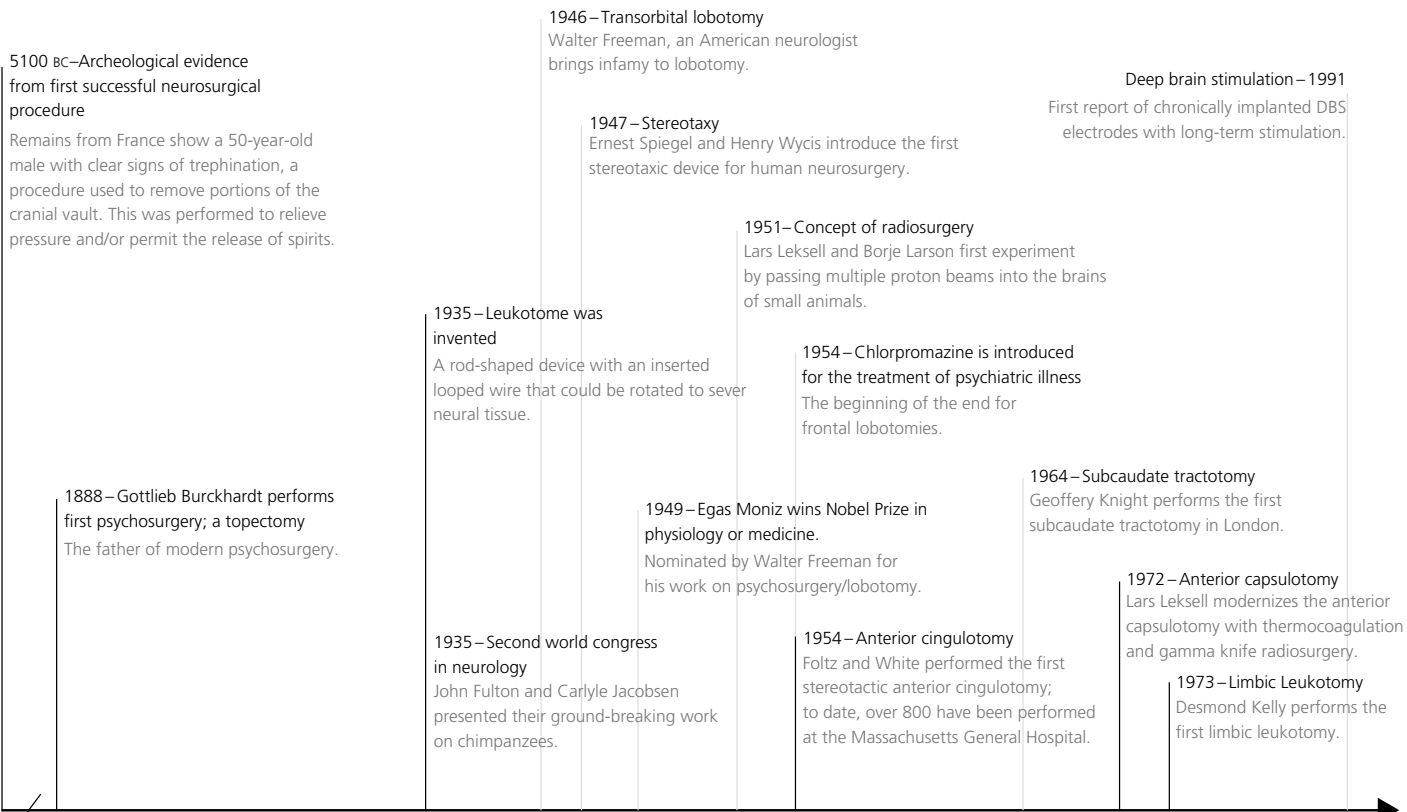 5100 BC–Archeological evidence
from first successful neurosurgical
procedure
Remains from France show a 50-year-old
male with clear signs of trephination, a
procedure used to remove portions of the
cranial vault. This was performed to relieve
pressure and/or permit the release of spirits.
1888–Gottlieb Burckhardt performs
first psychosurgery; a topectomy
The father of modern psychosurgery.
1935–Leukotome was
invented
A rod-shaped device with an inserted
looped wire that could be rotated to sever
neural tissue.
1935–Second world congress
in neurology
John Fulton and Carlyle Jacobsen
presented their ground-breaking work
on chimpanzees.
1946–Transorbital lobotomy
Walter Freeman, an American neurologist
brings infamy to lobotomy.
1947–Stereotaxy
Ernest Spiegel and Henry Wycis introduce the first
stereotaxic device for human neurosurgery.
1949–Egas Moniz wins Nobel Prize in
physiology or medicine.
Nominated by Walter Freeman for
his work on psychosurgery/lobotomy.
1951–Concept of radiosurgery
Lars Leksell and Borje Larson first experiment
by passing multiple proton beams into the brains
of small animals.
1954–Chlorpromazine is introduced
for the treatment of psychiatric illness
The beginning of the end for
frontal lobotomies.
1954–Anterior cingulotomy
Foltz and White performed the first
stereotactic anterior cingulotomy;
to date, over 800 have been performed
at the Massachusetts General Hospital.
1964–Subcaudate tractotomy
Geoffery Knight performs the first
subcaudate tractotomy in London.
1972–Anterior capsulotomy
Lars Leksell modernizes the anterior
capsulotomy with thermocoagulation
and gamma knife radiosurgery.
1973–Limbic Leukotomy
Desmond Kelly performs the
first limbic leukotomy.
Deep brain stimulation–1991
First report of chronically implanted DBS
electrodes with long-term stimulation.